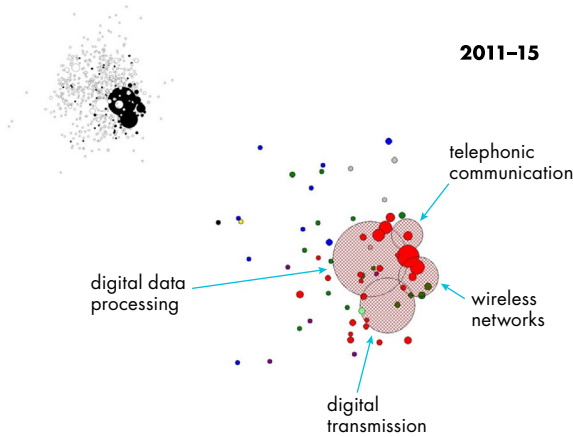 2011–15
telephonic
communication
digital data
processing
wireless
networks
digital
transmission